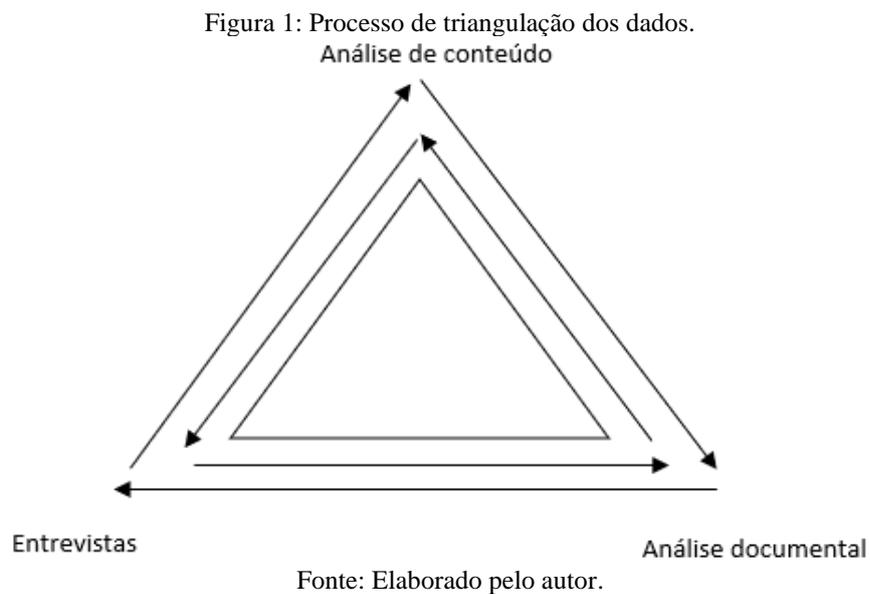 Figura 1: Processo de triangulação dos dados.
Análise de conteúdo
Entrevistas
Análise documental
Fonte: Elaborado pelo autor.